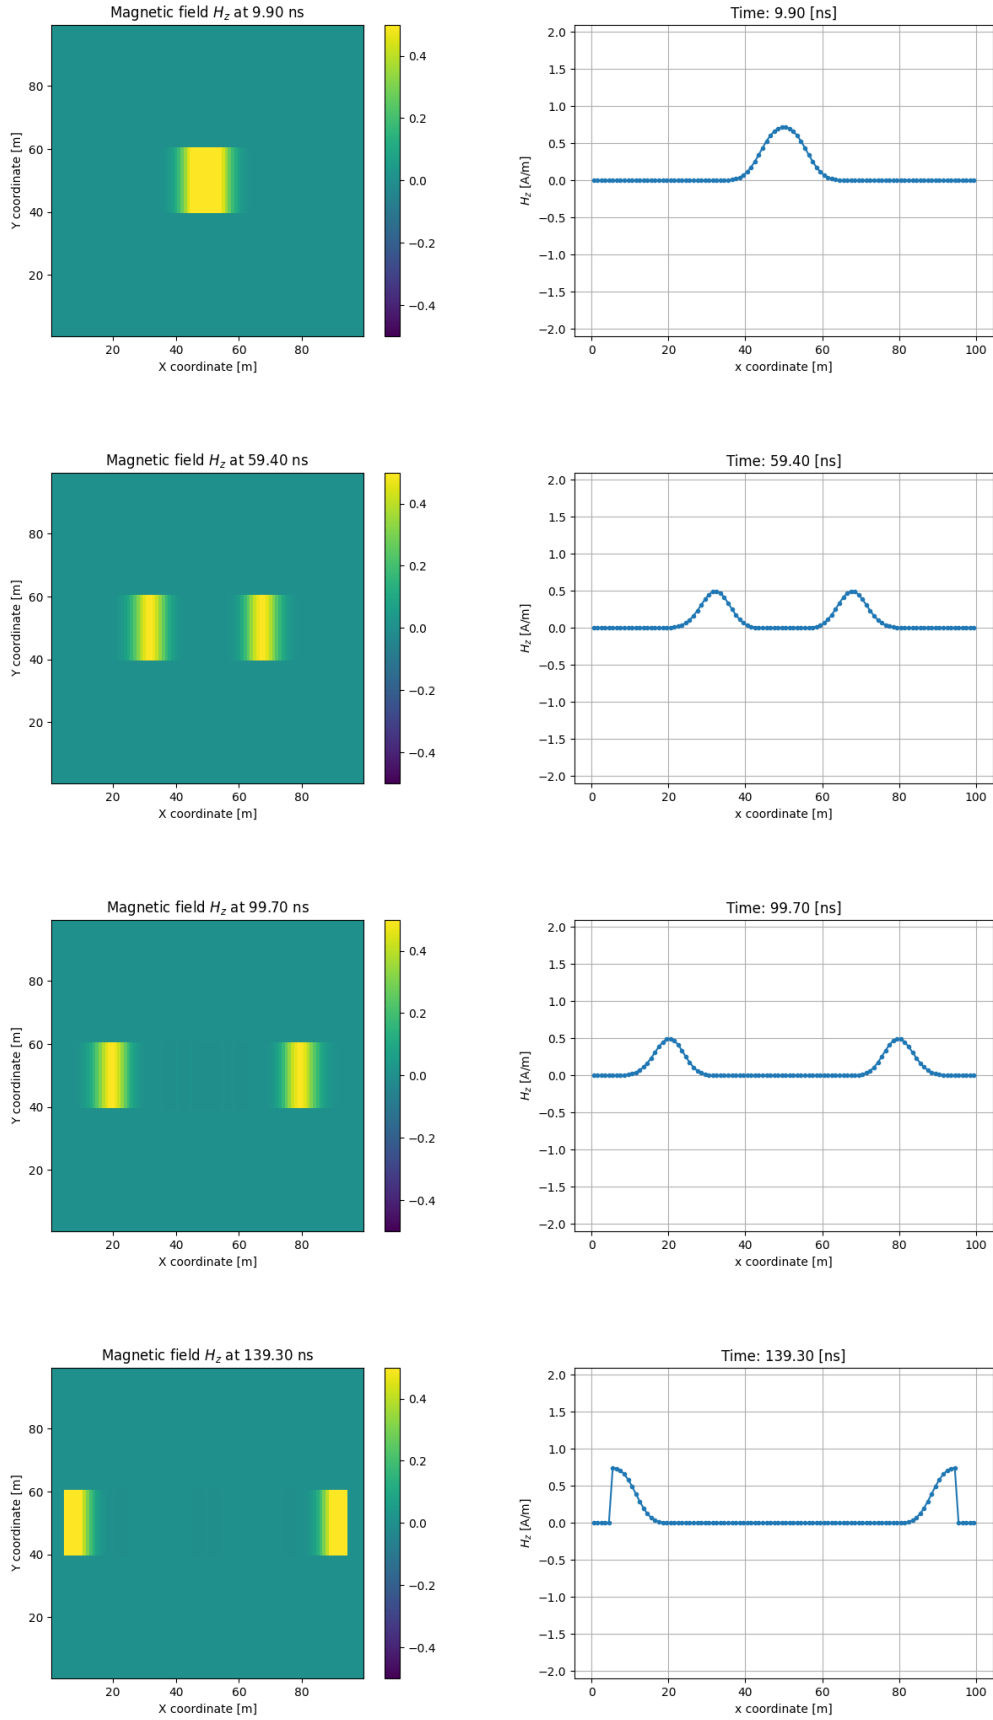 Magnetic field H_z at 9.90 ns
Y coordinate [m]
80
60
40
20
20 40 60 80
X coordinate [m]
0.4
0.2
0.0
−0.2
−0.4
Time: 9.90 [ns]
H_z [A/m]
2.0
1.5
1.0
0.5
0.0
−0.5
−1.0
−1.5
−2.0
0 20 40 60 80 100
x coordinate [m]
Magnetic field H_z at 59.40 ns
Y coordinate [m]
80
60
40
20
20 40 60 80
X coordinate [m]
0.4
0.2
0.0
−0.2
−0.4
Time: 59.40 [ns]
H_z [A/m]
2.0
1.5
1.0
0.5
0.0
−0.5
−1.0
−1.5
−2.0
0 20 40 60 80 100
x coordinate [m]
Magnetic field H_z at 99.70 ns
Y coordinate [m]
80
60
40
20
20 40 60 80
X coordinate [m]
0.4
0.2
0.0
−0.2
−0.4
Time: 99.70 [ns]
H_z [A/m]
2.0
1.5
1.0
0.5
0.0
−0.5
−1.0
−1.5
−2.0
0 20 40 60 80 100
x coordinate [m]
Magnetic field H_z at 139.30 ns
Y coordinate [m]
80
60
40
20
20 40 60 80
X coordinate [m]
0.4
0.2
0.0
−0.2
−0.4
Time: 139.30 [ns]
H_z [A/m]
2.0
1.5
1.0
0.5
0.0
−0.5
−1.0
−1.5
−2.0
0 20 40 60 80 100
x coordinate [m]